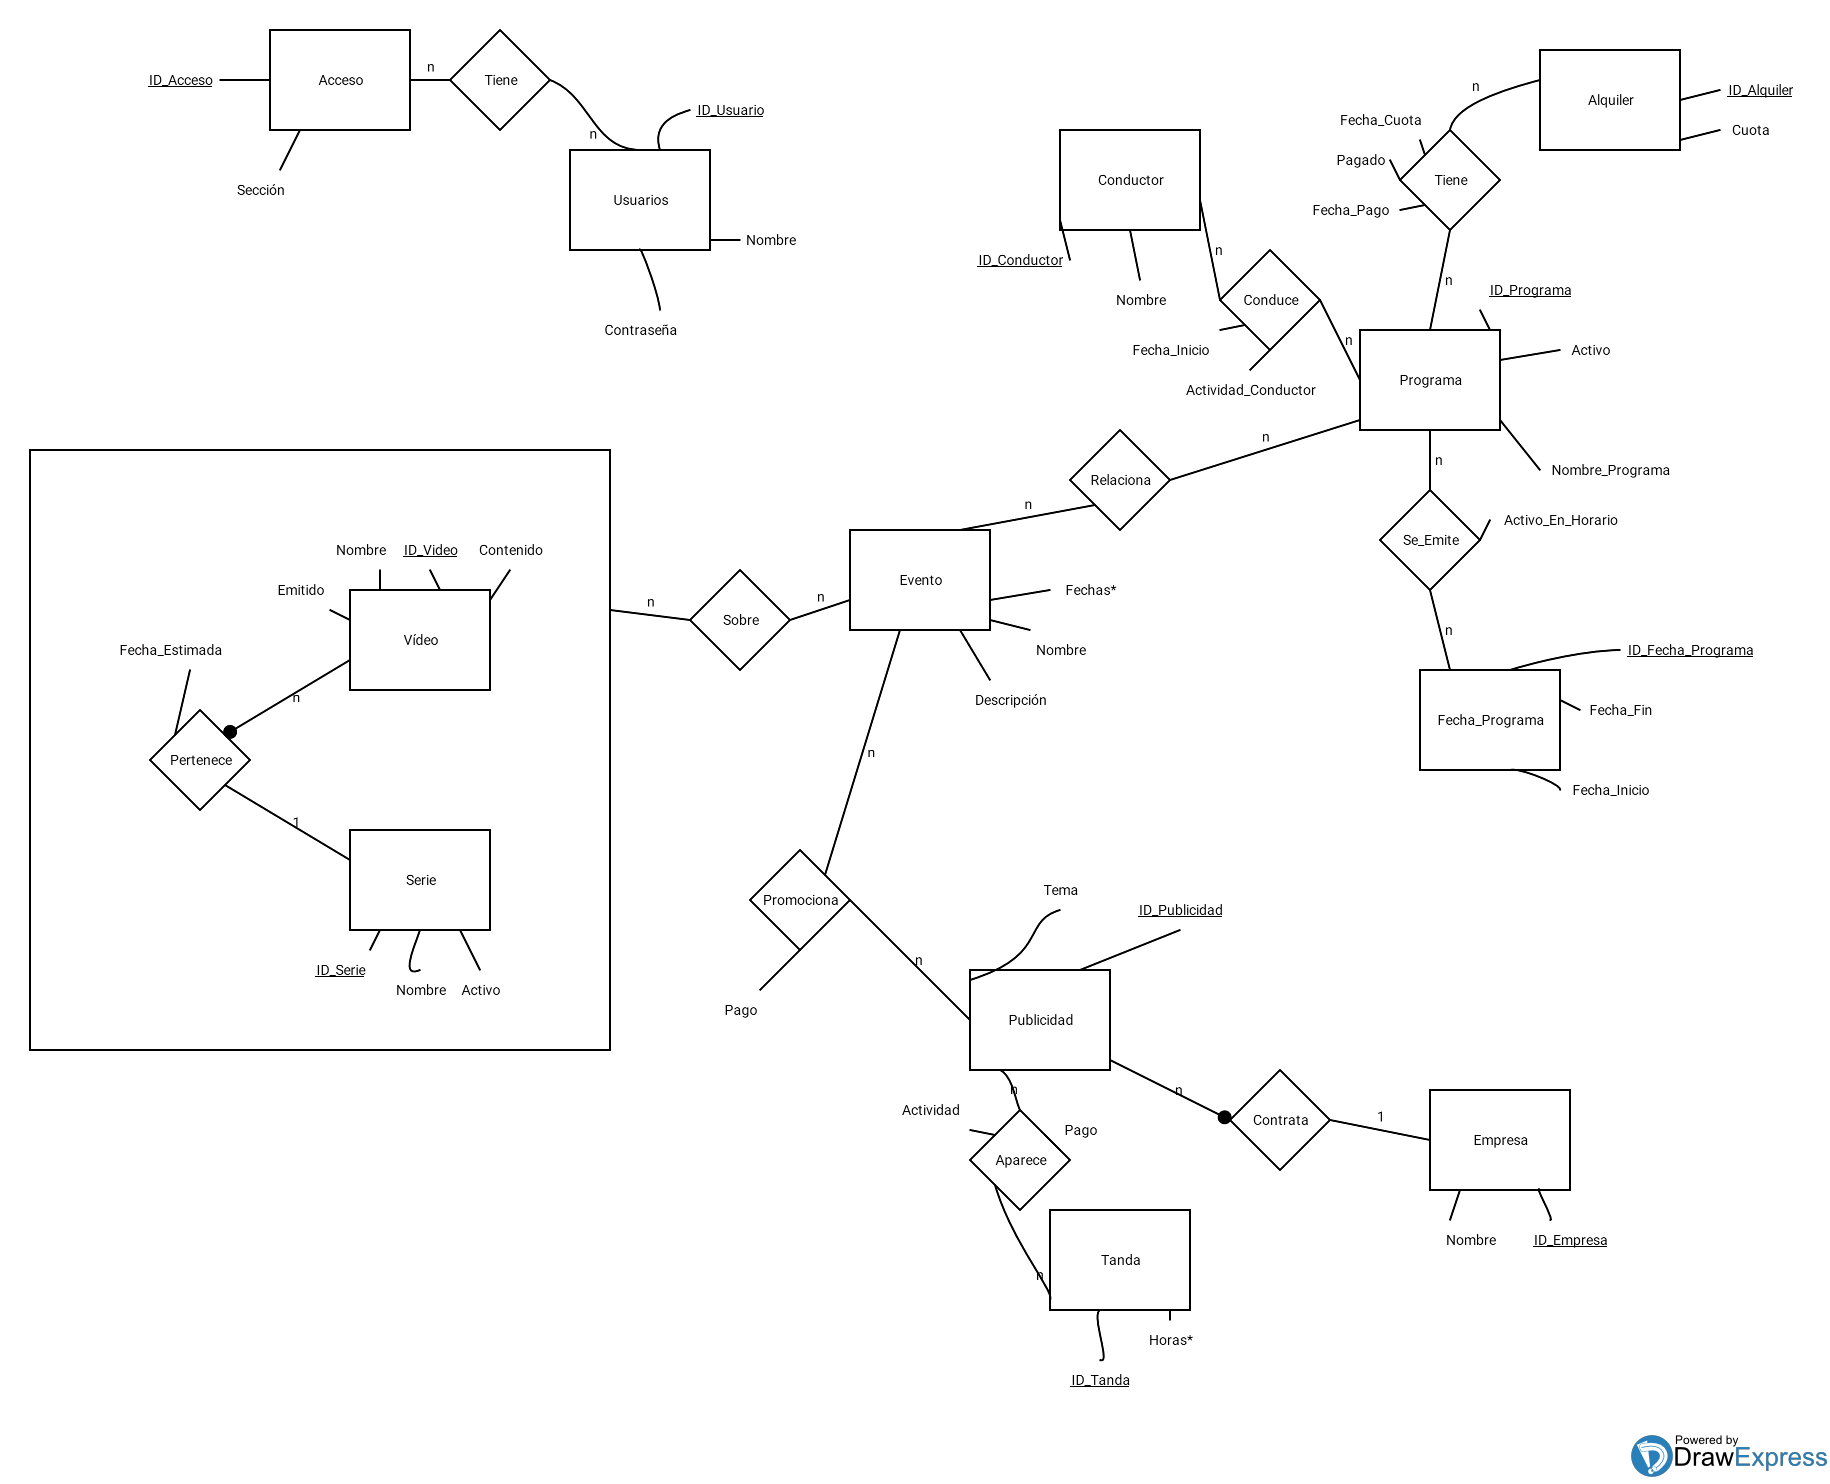 Acceso
ID_Acceso
Sección
n
Tiene
n
ID_Usuario
Usuarios
Nombre
Contraseña
Alquiler
ID_Alquiler
Cuota
n
Fecha_Cuota
Pagado
Tiene
Fecha_Pago
n
Conductor
ID_Conductor
Nombre
n
Conduce
Fecha_Inicio
Actividad_Conductor
n
ID_Programa
Activo
Programa
Nombre_Programa
n
Relaciona
n
n
Se_Emite
Activo_En_Horario
n
ID_Fecha_Programa
Fecha_Programa
Fecha_Fin
Fecha_Inicio
Nombre
ID_Video
Contenido
Emitido
Vídeo
Fecha_Estimada
n
Pertenece
1
Serie
ID_Serie
Nombre
Activo
n
Sobre
n
Evento
Fechas*
Nombre
Descripción
n
Promociona
n
Pago
Tema
ID_Publicidad
Publicidad
n
Actividad
Pago
Aparece
n
Tanda
Horas*
ID_Tanda
n
Contrata
1
Empresa
Nombre
ID_Empresa
Powered by
DrawExpress